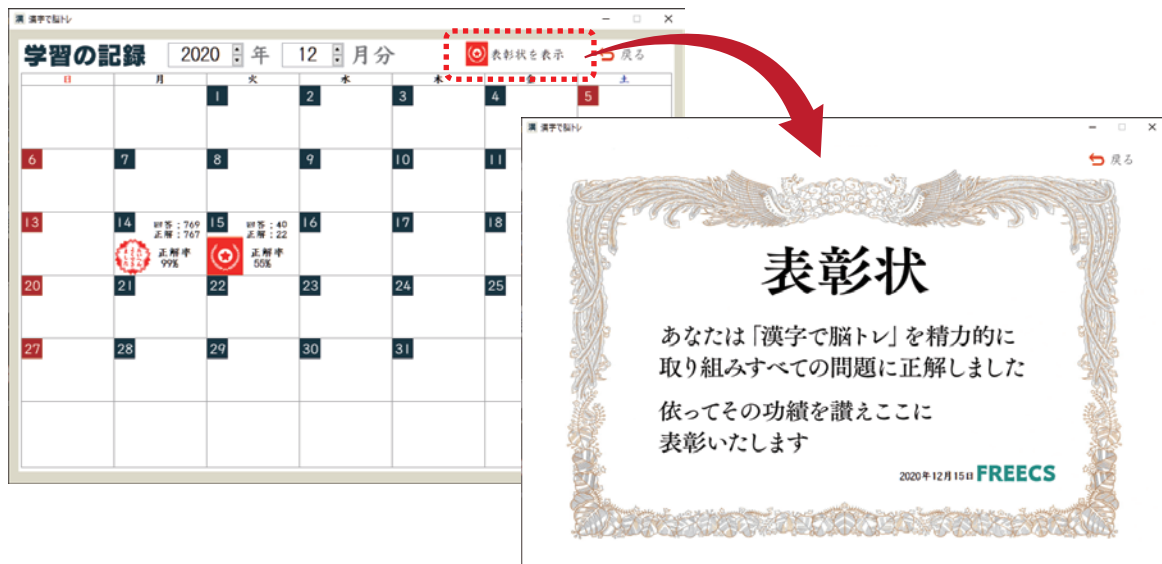 漢字で脳トレ
学習の記録 2020 年 12 月分 表彰状を表示 戻る
日 月 火 水 木 金 土
1 2 3 4 5
6 7 8 9 10 11
13 14 15 16 17 18
回答:769 回答:40
正解:767 正解:22
正解率 正解率
99% 55%
20 21 22 23 24 25
27 28 29 30 31
漢字で脳トレ
戻る
表彰状
あなたは「漢字で脳トレ」を精力的に
取り組みすべての問題に正解しました
依ってその功績を讃えここに
表彰いたします
2020年12月15日 FREECS